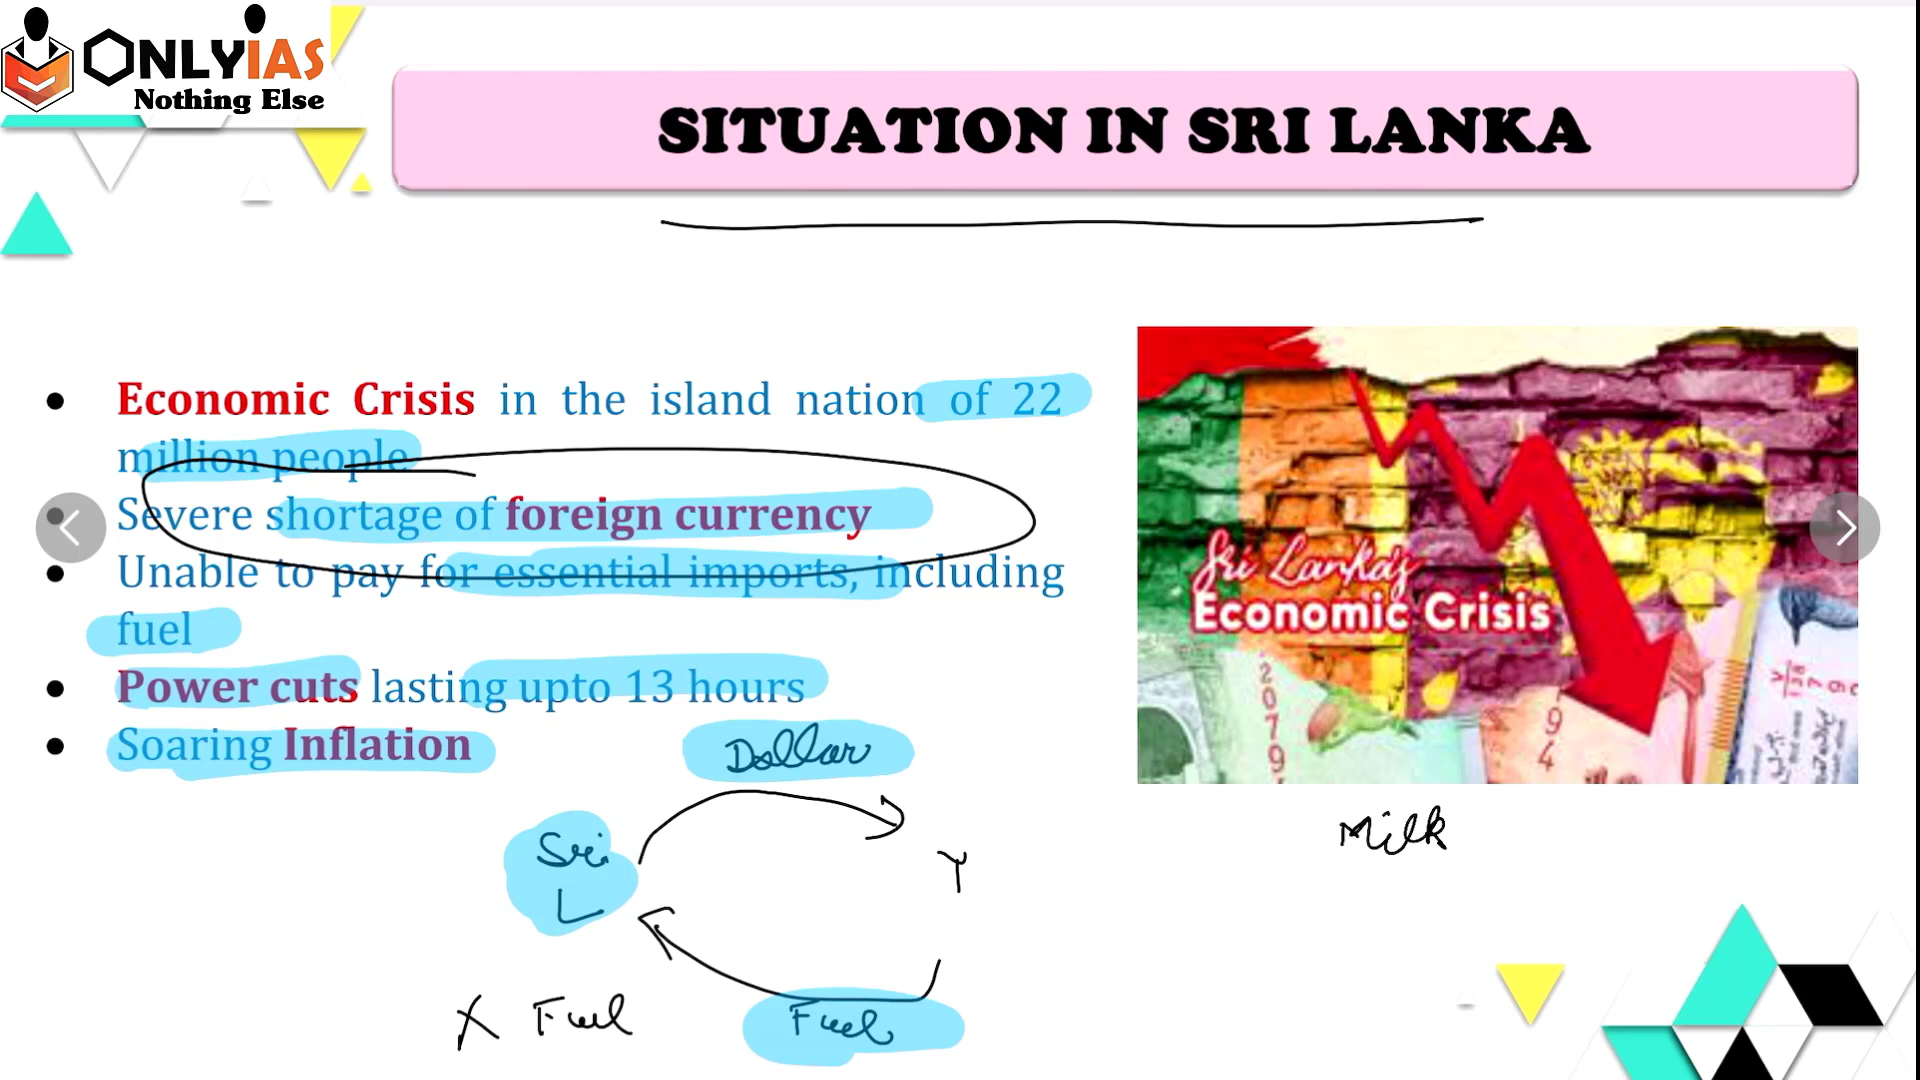 ONLYIAS
Nothing Else
SITUATION IN SRI LANKA
• Economic Crisis in the island nation of 22
million people
• Severe shortage of foreign currency
• Unable to pay for essential imports, including
fuel
• Power cuts lasting upto 13 hours
• Soaring Inflation
Sri Lanka's
Economic Crisis
Dollar
Sri
L
Y
X Fuel
Fuel
Milk